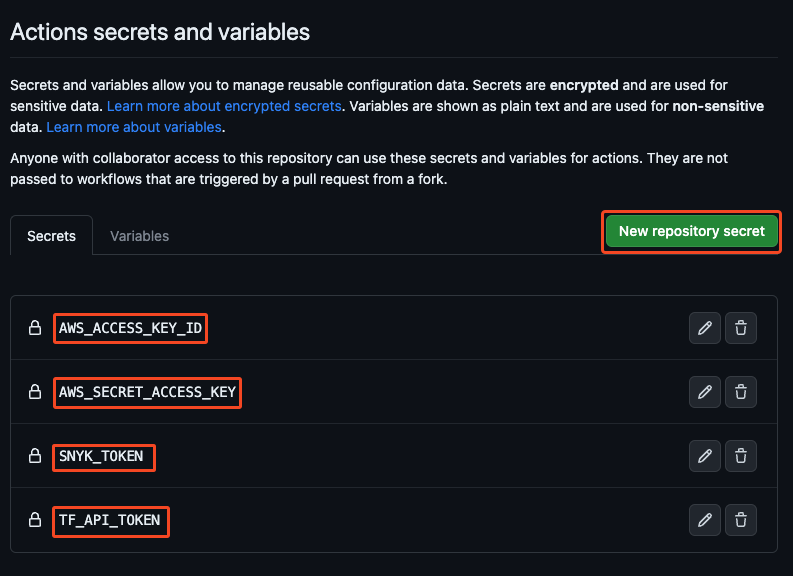 Actions secrets and variables
Secrets and variables allow you to manage reusable configuration data. Secrets are encrypted and are used for
sensitive data. Learn more about encrypted secrets. Variables are shown as plain text and are used for non-sensitive
data. Learn more about variables.
Anyone with collaborator access to this repository can use these secrets and variables for actions. They are not
passed to workflows that are triggered by a pull request from a fork.
Secrets Variables New repository secret
AWS_ACCESS_KEY_ID
AWS_SECRET_ACCESS_KEY
SNYK_TOKEN
TF_API_TOKEN